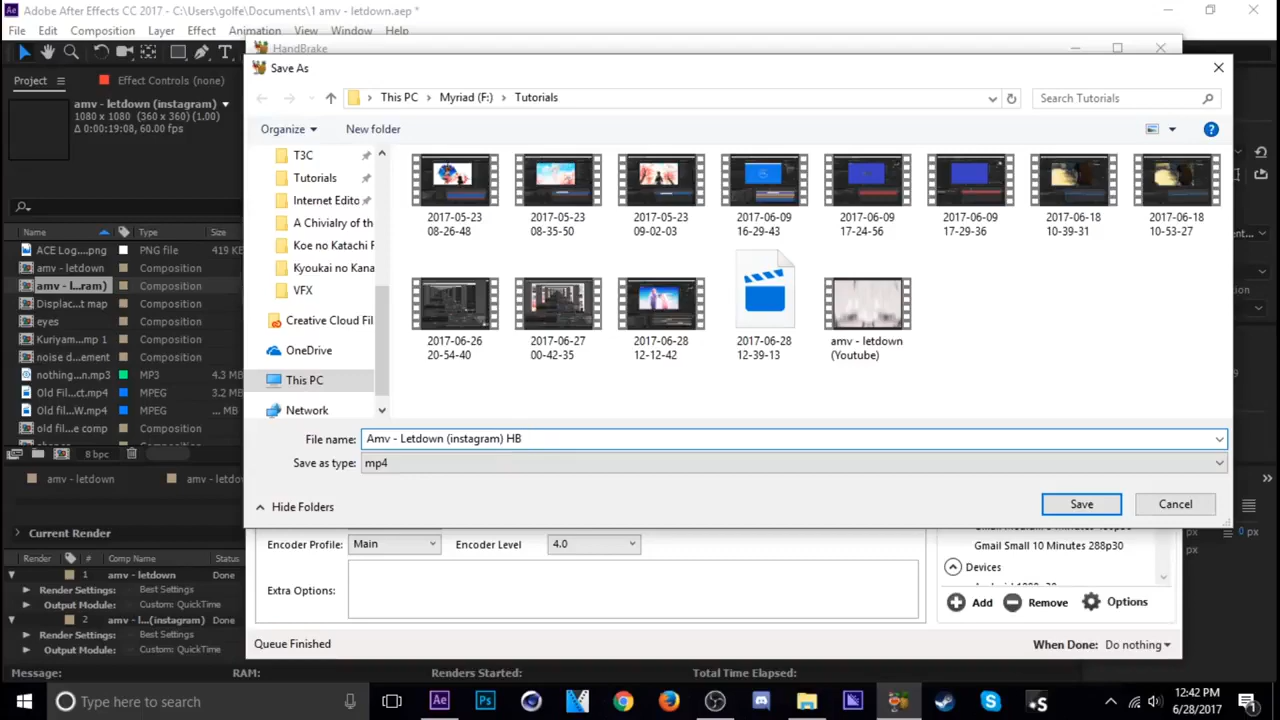 Adobe After Effects CC 2017 - C:\Users\golfe\Documents\1 amv - letdown.aep *
File Edit Composition Layer Effect Animation View Window Help
HandBrake
Save As
Project
Effect Controls (none)
amv - letdown (instagram)
1080 x 1080 (360 x 360) (1.00)
Δ 0:00:19:08, 60.00 fps
This PC > Myriad (F:) > Tutorials
Search Tutorials
Organize
New folder
T3C
Tutorials
Internet Edito
A Chivialry of th
Koe no Katachi F
Kyoukai no Kana
VFX
Creative Cloud Fil
OneDrive
This PC
Network
2017-05-23
08-26-48
2017-05-23
08-35-50
2017-05-23
09-02-03
2017-06-09
16-29-43
2017-06-09
17-24-56
2017-06-09
17-29-36
2017-06-18
10-39-31
2017-06-18
10-53-27
2017-06-26
20-54-40
2017-06-27
00-42-35
2017-06-28
12-12-42
2017-06-28
12-39-13
amv - letdown
(Youtube)
Name Type Size
ACE Log....png PNG file 419 K
amv - letdown Composition
amv - l...ram) Composition
Displac...t map Composition
eyes Composition
Kuriyam...mp 1 Composition
noise d...ement Composition
nothing...n.mp3 MP3 4.3 M
Old Fil...ct.mp4 MPEG 3.2 M
Old file...W.mp4 MPEG ... MB
old fil...e comp Composition
8 bpc
File name: Amv - Letdown (instagram) HB
Save as type: mp4
Hide Folders
Save
Cancel
amv - letdown
amv - letdo
Current Render
Render # Comp Name Status
1 amv - letdown Done
Render Settings: Best Settings
Output Module: Custom: QuickTime
2 amv - l...(instagram) Done
Render Settings: Best Settings
Output Module: Custom: QuickTime
Encoder Profile: Main
Encoder Level 4.0
Extra Options:
Gmail Small 10 Minutes 288p30
Devices
Add
Remove
Options
0 px
px
Queue Finished
When Done: Do nothing
Message: RAM: Renders Started: Total Time Elapsed:
Type here to search
12:42 PM
6/28/2017